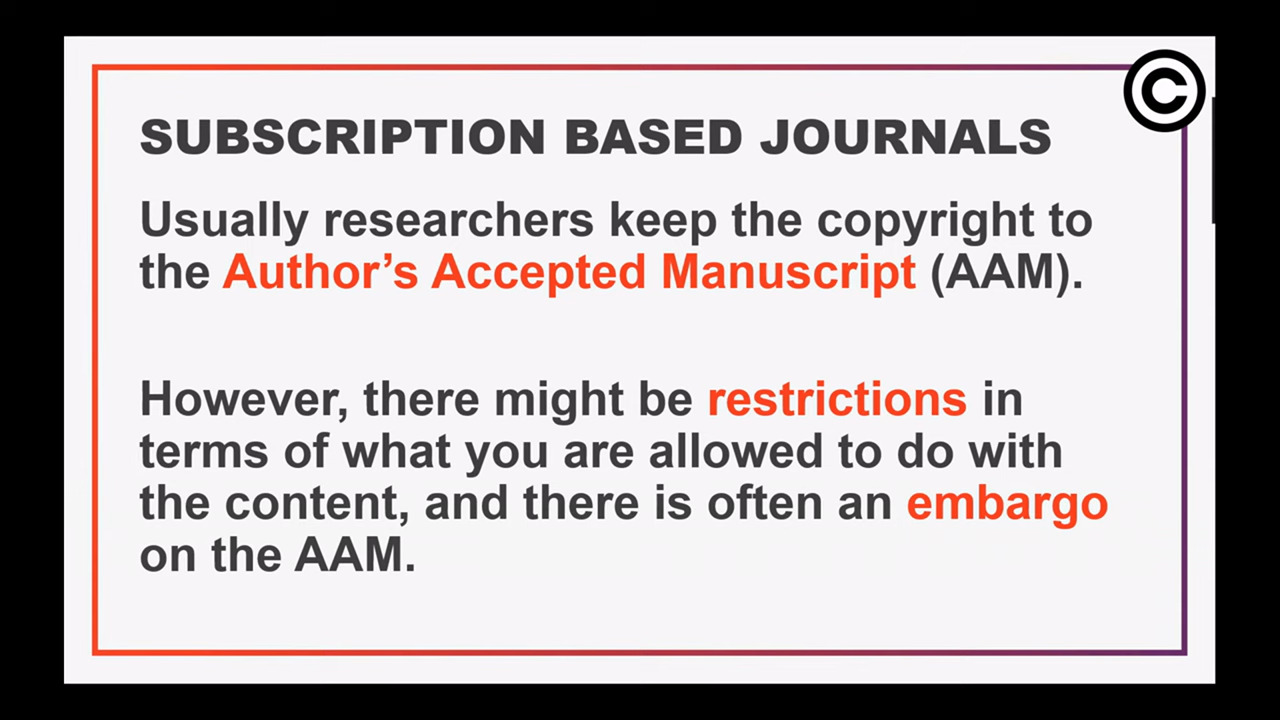 SUBSCRIPTION BASED JOURNALS
Usually researchers keep the copyright to
the Author’s Accepted Manuscript (AAM).
However, there might be restrictions in
terms of what you are allowed to do with
the content, and there is often an embargo
on the AAM.